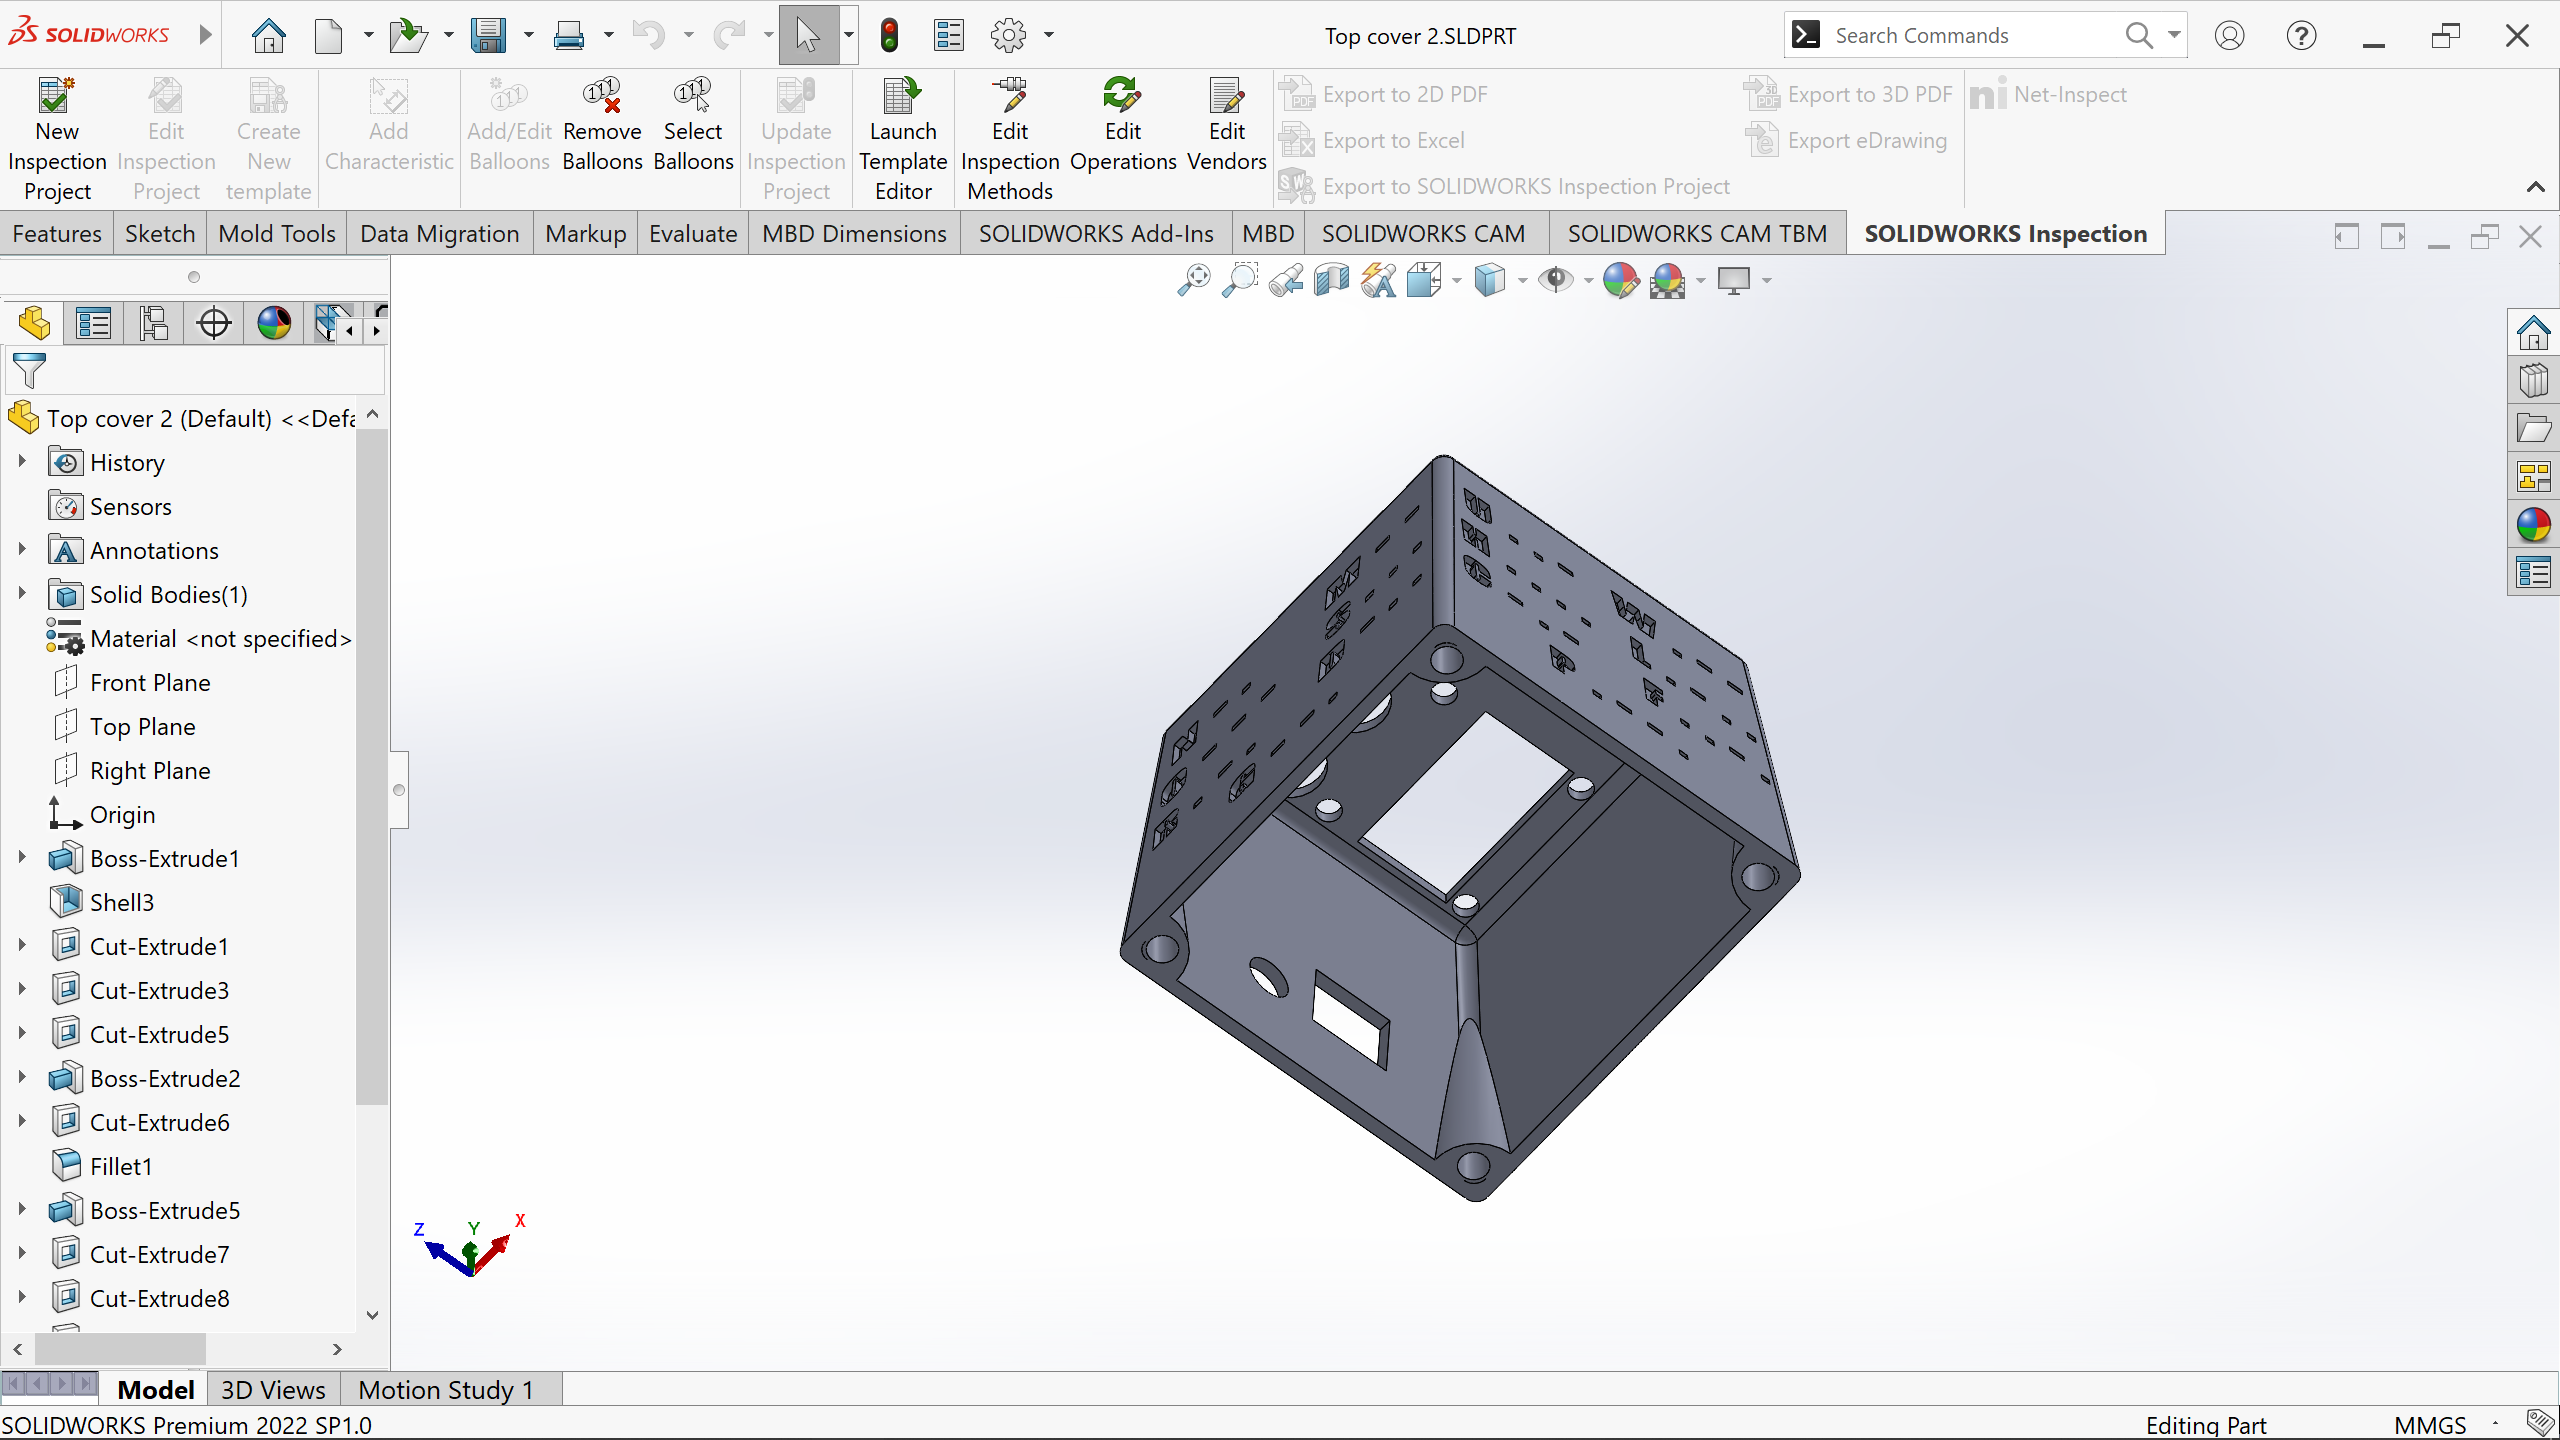 SOLIDWORKS
Top cover 2.SLDPRT
Search Commands
New Inspection Project
Edit Inspection Project
Create New template
Add Characteristic
Add/Edit Balloons
Remove Balloons
Select Balloons
Update Inspection Project
Launch Template Editor
Edit Inspection Methods
Edit Operations
Edit Vendors
Export to 2D PDF
Export to Excel
Export to SOLIDWORKS Inspection Project
Export to 3D PDF
Export eDrawing
Net-Inspect
Features
Sketch
Mold Tools
Data Migration
Markup
Evaluate
MBD Dimensions
SOLIDWORKS Add-Ins
MBD
SOLIDWORKS CAM
SOLIDWORKS CAM TBM
SOLIDWORKS Inspection
Top cover 2 (Default) <<Defa
History
Sensors
Annotations
Solid Bodies(1)
Material <not specified>
Front Plane
Top Plane
Right Plane
Origin
Boss-Extrude1
Shell3
Cut-Extrude1
Cut-Extrude3
Cut-Extrude5
Boss-Extrude2
Cut-Extrude6
Fillet1
Boss-Extrude5
Cut-Extrude7
Cut-Extrude8
Z
Y
X
Model
3D Views
Motion Study 1
SOLIDWORKS Premium 2022 SP1.0
Editing Part
MMGS